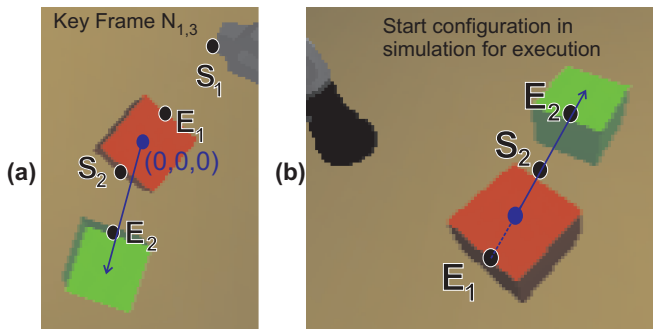 Key Frame N1,3
S1
E1
(0,0,0)
S2
E2
(a)
Start configuration in
simulation for execution
E2
S2
E1
(b)